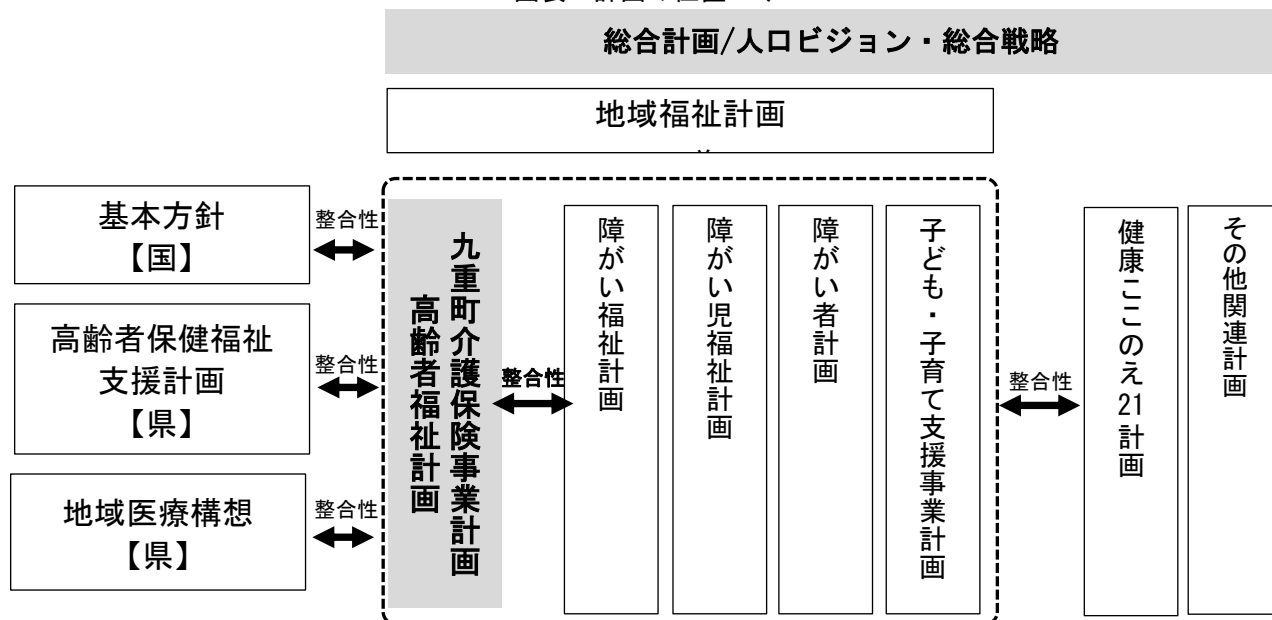 総合計画/人口ビジョン・総合戦略
地域福祉計画
基本方針
【国】
整合性
高齢者保健福祉
支援計画
【県】
整合性
地域医療構想
【県】
整合性
九重町介護保険事業計画
高齢者福祉計画
整合性
障がい福祉計画
障がい児福祉計画
障がい者計画
子ども・子育て支援事業計画
整合性
健康ここのえ21計画
その他関連計画